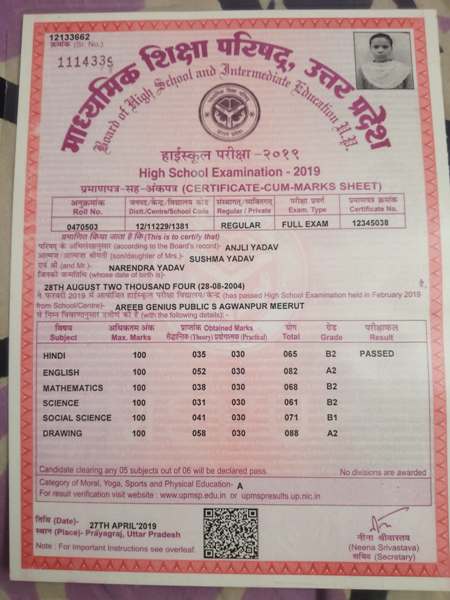 12133662
क्रमांक (Sr. No.)
1114335
माध्यमिक शिक्षा परिषद, उत्तर प्रदेश
Board of High School and Intermediate Education U.P.
हाईस्कूल परीक्षा - २०१९
High School Examination - 2019
प्रमाणपत्र-सह-अंकपत्र (CERTIFICATE-CUM-MARKS SHEET)
अनुक्रमांक जनपद/केन्द्र/विद्यालय कोड संस्थागत/व्यक्तिगत परीक्षा प्रवर्ग प्रमाणपत्र क्रमांक
Roll No. Distt./Centre/School Code Regular / Private Exam. Type Certificate No.
0470503 12/11229/1381 REGULAR FULL EXAM 12345038
प्रमाणित किया जाता है कि (This is to certify that)
परिषद के अभिलेखानुसार (according to the Board's record) ANJLI YADAV
आत्मज / आत्मजा श्रीमती (son/daughter of Mrs.) SUSHMA YADAV
एवं श्री (and Mr.) NARENDRA YADAV
जिनकी जन्मतिथि (whose date of birth is)-
28TH AUGUST TWO THOUSAND FOUR (28-08-2004)
ने फरवरी 2019 में आयोजित हाईस्कूल परीक्षा विद्यालय/केन्द्र (has passed High School Examination held in February 2019
from School/Centre)- AREEB GENIUS PUBLIC S AGWANPUR MEERUT
से निम्न विवरणानुसार उत्तीर्ण की है (with the following details):-
विषय अधिकतम अंक प्राप्तांक Obtained Marks योग ग्रेड परीक्षाफल
Subject Max. Marks सैद्धान्तिक (Theory) प्रयोगात्मक (Practical) Total Grade Result
HINDI 100 035 030 065 B2 PASSED
ENGLISH 100 052 030 082 A2
MATHEMATICS 100 038 030 068 B2
SCIENCE 100 031 030 061 B2
SOCIAL SCIENCE 100 041 030 071 B1
DRAWING 100 058 030 088 A2
Candidate clearing any 05 subjects out of 06 will be declared pass. No divisions are awarded
Category of Moral, Yoga, Sports and Physical Education- A
For result verification visit website : www.upmsp.edu.in or upmspresults.up.nic.in
तिथि (Date)- 27TH APRIL'2019
स्थान (Place)- Prayagraj, Uttar Pradesh
Note : For Important Instructions see overleaf.
नीना श्रीवास्तव
(Neena Srivastava)
सचिव (Secretary)